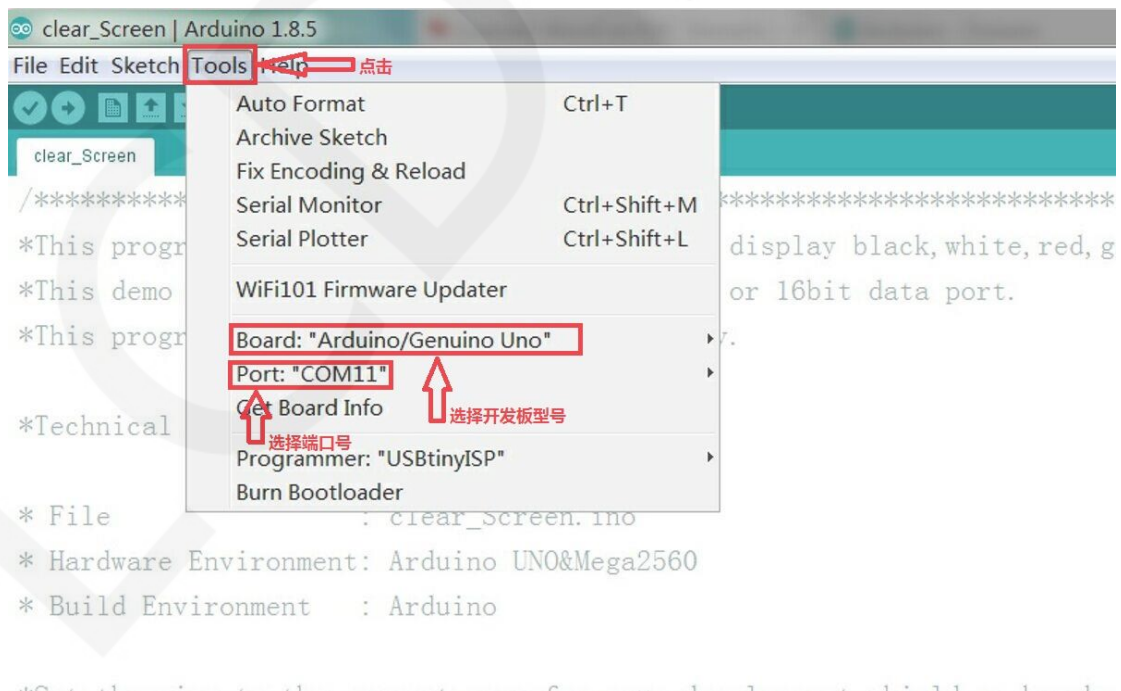 clear_Screen | Arduino 1.8.5
File Edit Sketch Tools Help 点击
Auto Format Ctrl+T
Archive Sketch
clear_Screen
Fix Encoding & Reload
/********** Serial Monitor Ctrl+Shift+M **************************
*This progr Serial Plotter Ctrl+Shift+L display black,white,red,g
*This demo WiFi101 Firmware Updater or 16bit data port.
*This progr Board: "Arduino/Genuino Uno"
Port: "COM11"
Get Board Info 选择开发板型号
*Technical 选择端口号
Programmer: "USBtinyISP"
Burn Bootloader
* File : clear_Screen.ino
* Hardware Environment: Arduino UNO&Mega2560
* Build Environment : Arduino